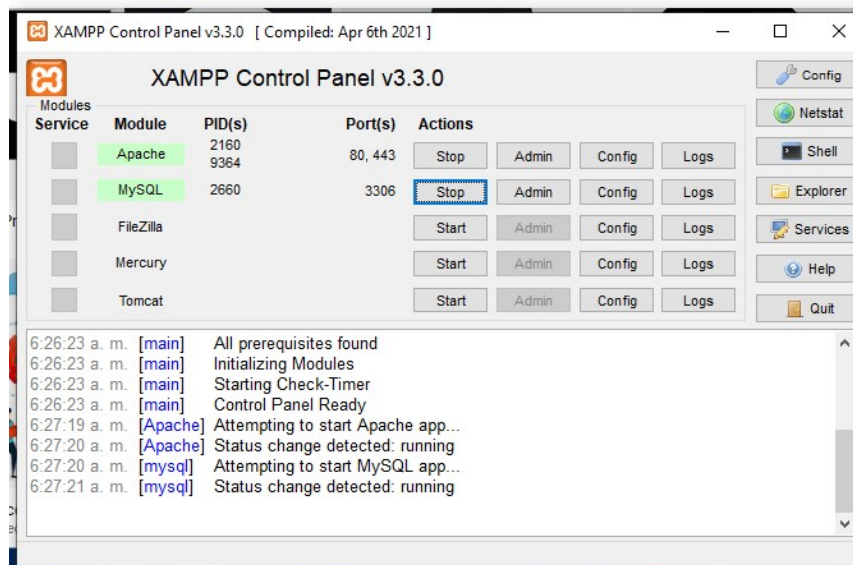 XAMPP Control Panel v3.3.0 [ Compiled: Apr 6th 2021 ]
XAMPP Control Panel v3.3.0
Config
Modules
Service Module PID(s) Port(s) Actions
Netstat
Apache 2160 9364 80, 443 Stop Admin Config Logs
Shell
MySQL 2660 3306 Stop Admin Config Logs
Explorer
FileZilla Start Admin Config Logs
Services
Mercury Start Admin Config Logs
Help
Tomcat Start Admin Config Logs
Quit
6:26:23 a. m. [main] All prerequisites found
6:26:23 a. m. [main] Initializing Modules
6:26:23 a. m. [main] Starting Check-Timer
6:26:23 a. m. [main] Control Panel Ready
6:27:19 a. m. [Apache] Attempting to start Apache app...
6:27:20 a. m. [Apache] Status change detected: running
6:27:20 a. m. [mysql] Attempting to start MySQL app...
6:27:21 a. m. [mysql] Status change detected: running